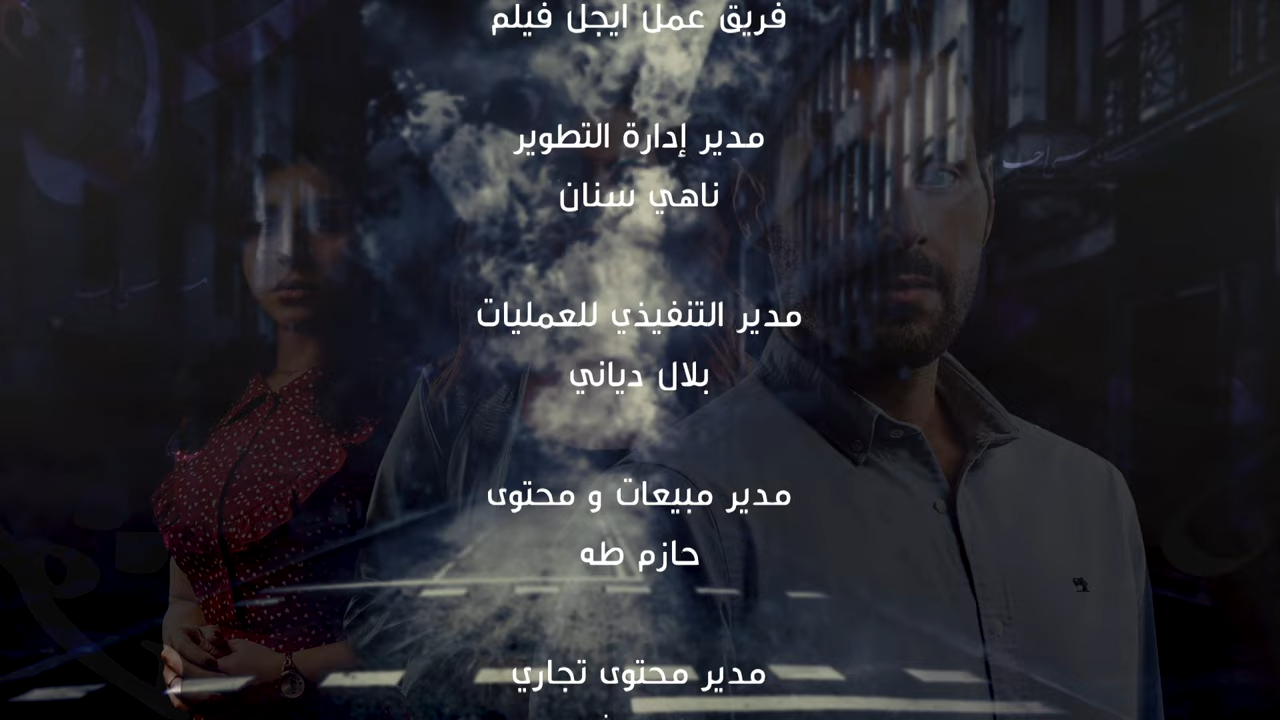 فريق عمل ايجل فيلم
مدير إدارة التطوير
ناهي سنان
مدير التنفيذي للعمليات
بلال دياني
مدير مبيعات و محتوى
حازم طه
مدير محتوى تجاري